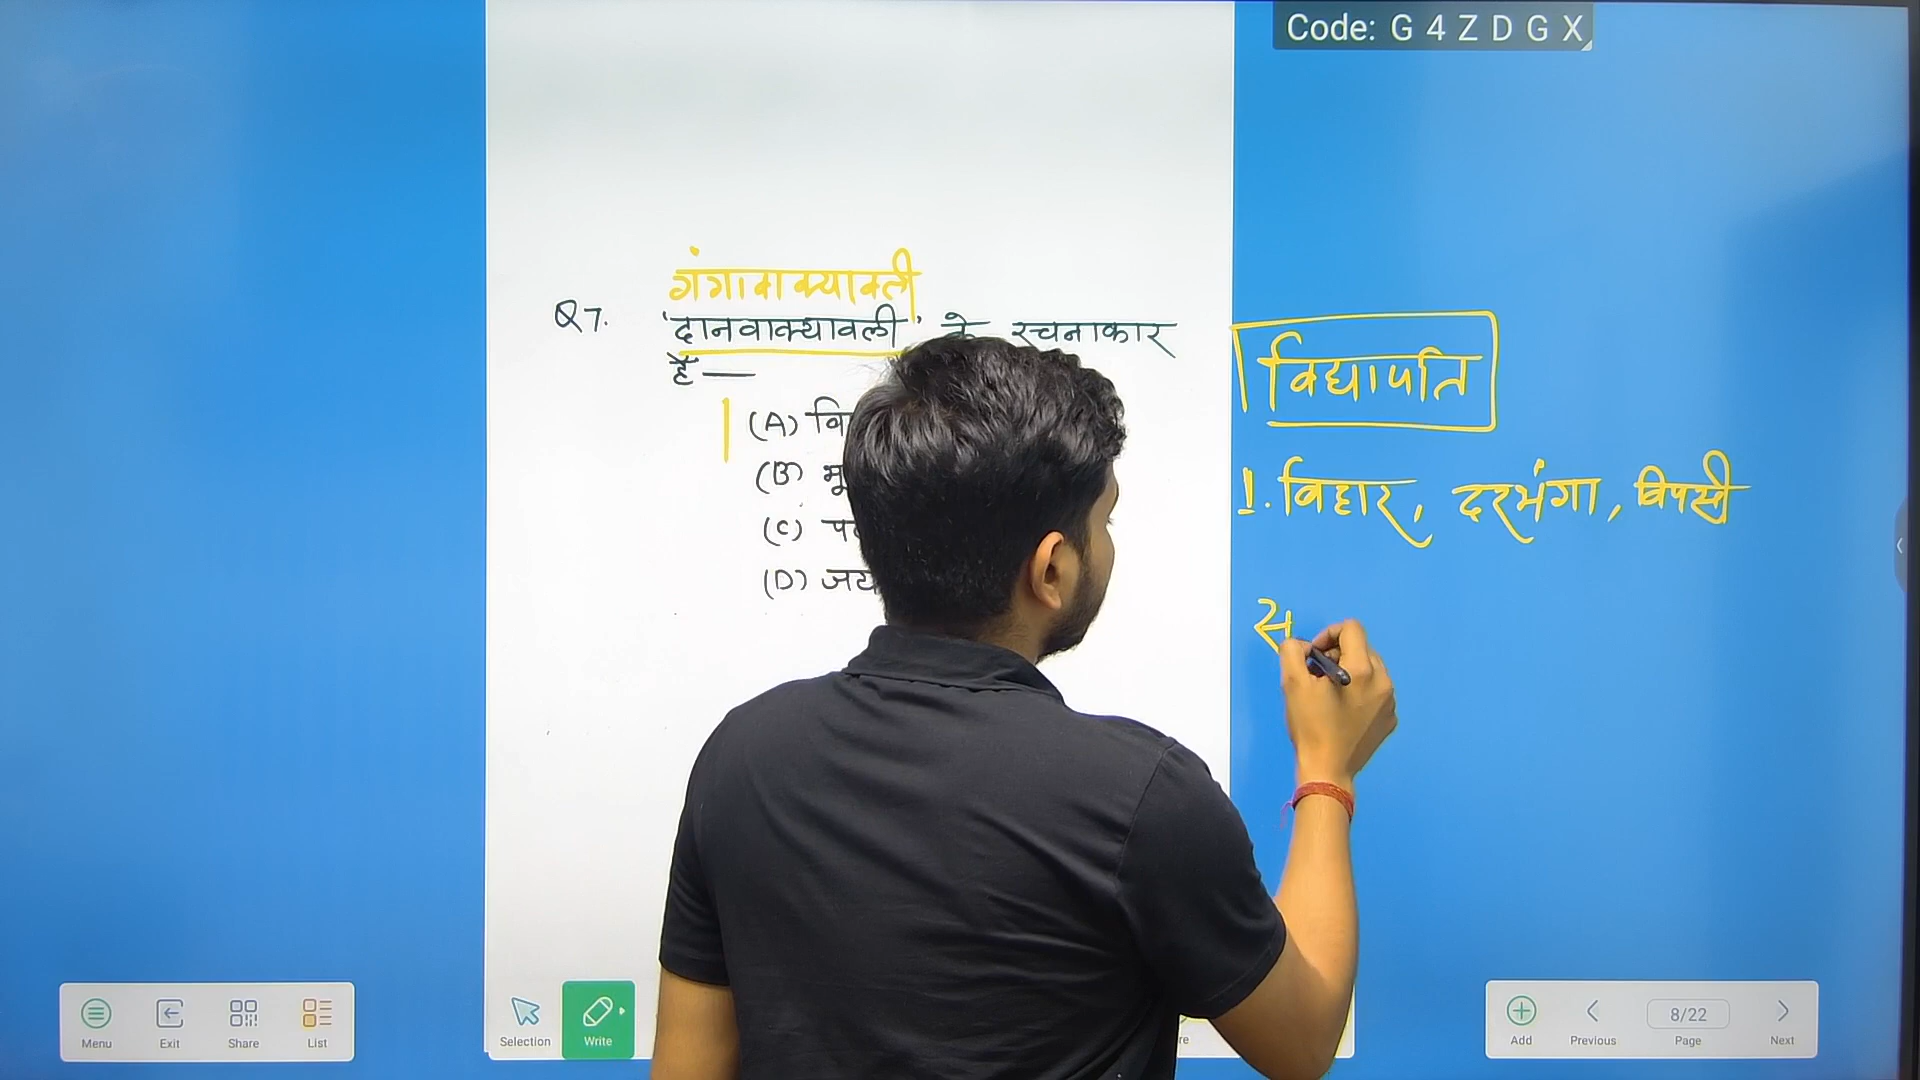 Code: G 4 Z D G X
गंगावाक्यावली
Q7. 'दानवाक्यावली' के रचनाकार
हैं—
(A) वि
(B) भू
(C)
(D) जय
विद्यापति
1. बिहार, दरभंगा, बिपस्फी
स
Menu Exit Share List
Selection Write
Add Previous 8/22 Page Next